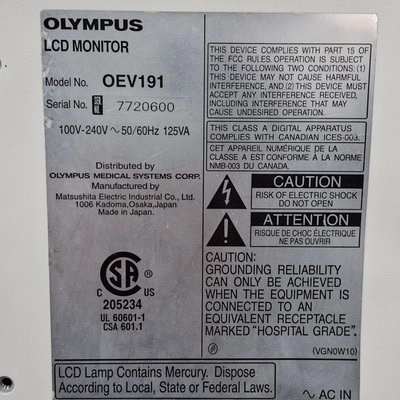 OLYMPUS
LCD MONITOR
Model No. OEV191
Serial No. SER NO 7720600
100V-240V ~ 50/60Hz 125VA
Distributed by
OLYMPUS MEDICAL SYSTEMS CORP.
Manufactured by
Matsushita Electric Industrial Co., Ltd.
1006 Kadoma,Osaka,Japan
Made in Japan.
CSA
C US
205234
UL 60601-1
CSA 601.1
LCD Lamp Contains Mercury. Dispose
According to Local, State or Federal Laws.
THIS DEVICE COMPLIES WITH PART 15 OF
THE FCC RULES. OPERATION IS SUBJECT
TO THE FOLLOWING TWO CONDITIONS: (1)
THIS DEVICE MAY NOT CAUSE HARMFUL
INTERFERENCE, AND (2) THIS DEVICE MUST
ACCEPT ANY INTERFERENCE RECEIVED,
INCLUDING INTERFERENCE THAT MAY
CAUSE UNDESIRED OPERATION.
THIS CLASS A DIGITAL APPARATUS
COMPLIES WITH CANADIAN ICES-003.
CET APPAREIL NUMÉRIQUE DE LA
CLASSE A EST CONFORME À LA NORME
NMB-003 DU CANADA.
CAUTION
RISK OF ELECTRIC SHOCK
DO NOT OPEN
ATTENTION
RISQUE DE CHOC ÉLECTRIQUE
NE PAS OUVRIR
CAUTION:
GROUNDING RELIABILITY
CAN ONLY BE ACHIEVED
WHEN THE EQUIPMENT IS
CONNECTED TO AN
EQUIVALENT RECEPTACLE
MARKED "HOSPITAL GRADE".
(VGN0W10)
~ AC IN